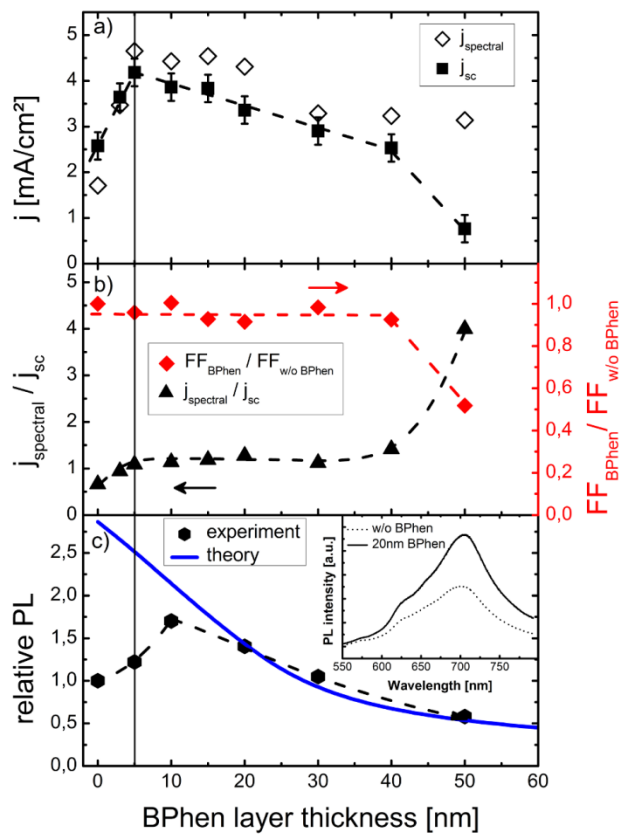 a)
j [mA/cm²]
5
4
3
2
1
0
j_spectral
j_sc
b)
j_spectral / j_sc
5
4
3
2
1
0
FF_BPhen / FF_w/o BPhen
j_spectral / j_sc
1,0
0,8
0,6
0,4
0,2
0,0
FF_BPhen / FF_w/o BPhen
c)
relative PL
2,5
2,0
1,5
1,0
0,5
0,0
experiment
theory
PL intensity [a.u.]
w/o BPhen
20nm BPhen
550 600 650 700 750
Wavelength [nm]
0 10 20 30 40 50 60
BPhen layer thickness [nm]